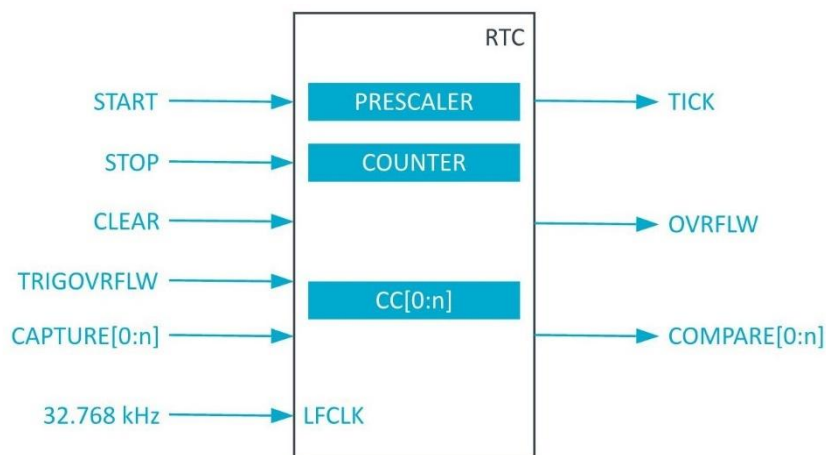 RTC
START
PRESCALER
TICK
STOP
COUNTER
CLEAR
OVRFLW
TRIGOVRFLW
CC[0:n]
CAPTURE[0:n]
COMPARE[0:n]
32.768 kHz
LFCLK